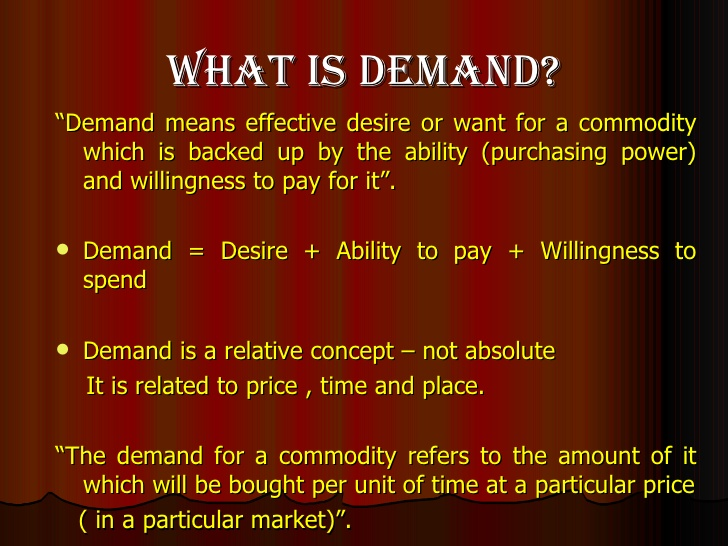 WHAT IS DEMAND?
“Demand means effective desire or want for a commodity
which is backed up by the ability (purchasing power)
and willingness to pay for it”.
• Demand = Desire + Ability to pay + Willingness to
spend
• Demand is a relative concept – not absolute
It is related to price , time and place.
“The demand for a commodity refers to the amount of it
which will be bought per unit of time at a particular price
( in a particular market)”.